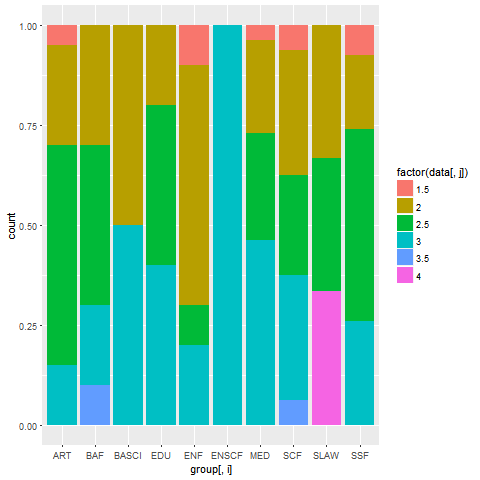 1.00
0.75
0.50
0.25
0.00
count
ART BAF BASCI EDU ENF ENSCF MED SCF SLAW SSF
group[, i]
factor(data[, j])
1.5
2
2.5
3
3.5
4